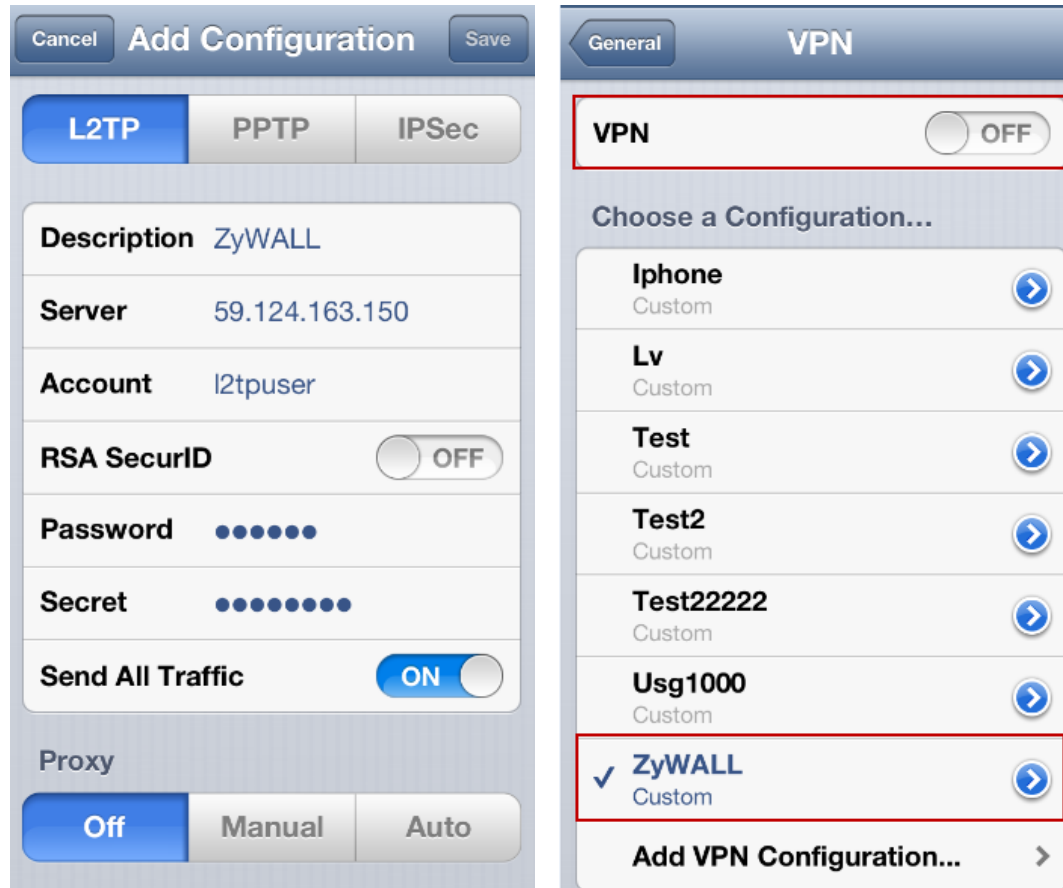 Cancel Add Configuration Save
L2TP PPTP IPSec
Description ZyWALL
Server 59.124.163.150
Account l2tpuser
RSA SecurID OFF
Password ••••••
Secret ••••••••
Send All Traffic ON
Proxy
Off Manual Auto
General VPN
VPN OFF
Choose a Configuration...
Iphone
Custom
Lv
Custom
Test
Custom
Test2
Custom
Test22222
Custom
Usg1000
Custom
ZyWALL
Custom
Add VPN Configuration...